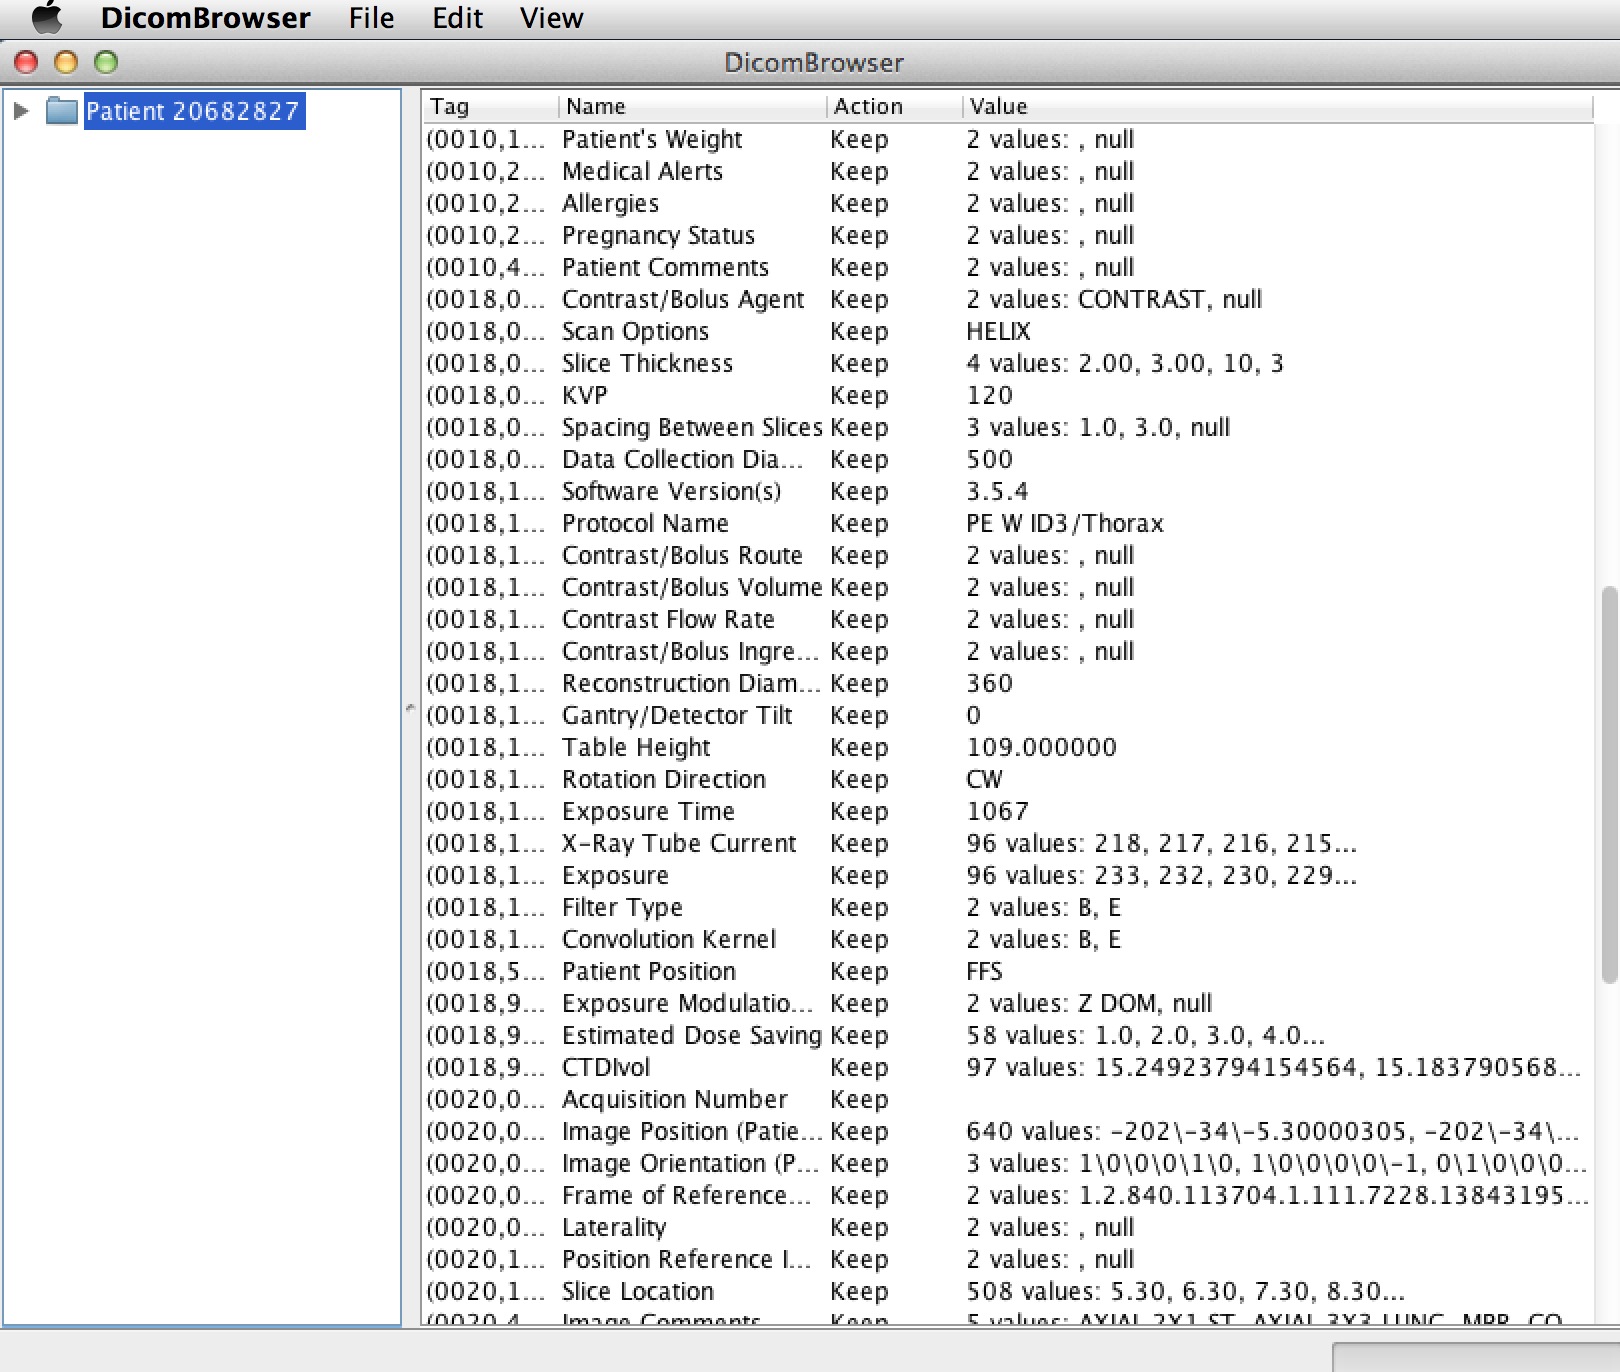 DicomBrowser File Edit View
DicomBrowser
Patient 20682827
Tag Name Action Value
(0010,1... Patient's Weight Keep 2 values: , null
(0010,2... Medical Alerts Keep 2 values: , null
(0010,2... Allergies Keep 2 values: , null
(0010,2... Pregnancy Status Keep 2 values: , null
(0010,4... Patient Comments Keep 2 values: , null
(0018,0... Contrast/Bolus Agent Keep 2 values: CONTRAST, null
(0018,0... Scan Options Keep HELIX
(0018,0... Slice Thickness Keep 4 values: 2.00, 3.00, 10, 3
(0018,0... KVP Keep 120
(0018,0... Spacing Between Slices Keep 3 values: 1.0, 3.0, null
(0018,0... Data Collection Dia... Keep 500
(0018,1... Software Version(s) Keep 3.5.4
(0018,1... Protocol Name Keep PE W ID3/Thorax
(0018,1... Contrast/Bolus Route Keep 2 values: , null
(0018,1... Contrast/Bolus Volume Keep 2 values: , null
(0018,1... Contrast Flow Rate Keep 2 values: , null
(0018,1... Contrast/Bolus Ingre... Keep 2 values: , null
(0018,1... Reconstruction Diam... Keep 360
(0018,1... Gantry/Detector Tilt Keep 0
(0018,1... Table Height Keep 109.000000
(0018,1... Rotation Direction Keep CW
(0018,1... Exposure Time Keep 1067
(0018,1... X-Ray Tube Current Keep 96 values: 218, 217, 216, 215...
(0018,1... Exposure Keep 96 values: 233, 232, 230, 229...
(0018,1... Filter Type Keep 2 values: B, E
(0018,1... Convolution Kernel Keep 2 values: B, E
(0018,5... Patient Position Keep FFS
(0018,9... Exposure Modulatio... Keep 2 values: Z DOM, null
(0018,9... Estimated Dose Saving Keep 58 values: 1.0, 2.0, 3.0, 4.0...
(0018,9... CTDIvol Keep 97 values: 15.24923794154564, 15.183790568...
(0020,0... Acquisition Number Keep
(0020,0... Image Position (Patie... Keep 640 values: -202\-34\-5.30000305, -202\-34\...
(0020,0... Image Orientation (P... Keep 3 values: 1\0\0\0\1\0, 1\0\0\0\0\-1, 0\1\0\0\0...
(0020,0... Frame of Reference... Keep 2 values: 1.2.840.113704.1.111.7228.13843195...
(0020,0... Laterality Keep 2 values: , null
(0020,1... Position Reference I... Keep 2 values: , null
(0020,1... Slice Location Keep 508 values: 5.30, 6.30, 7.30, 8.30...
(0020,4... Image Comments Keep 5 values: AXIAL 2X1 ST, AXIAL 3X3 LUNG, MPR, CO...